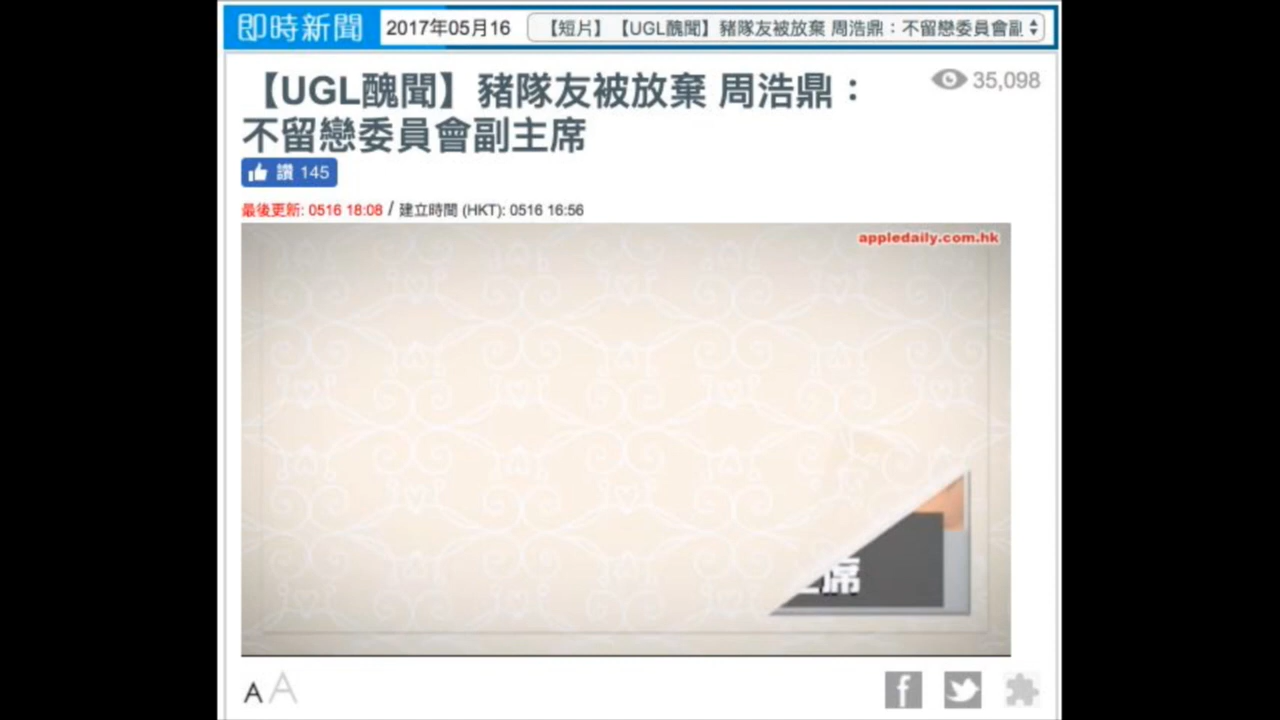 即時新聞
2017年05月16
【短片】【UGL醜聞】豬隊友被放棄 周浩鼎：不留戀委員會副
【UGL醜聞】豬隊友被放棄 周浩鼎：
不留戀委員會副主席
35,098
讚 145
最後更新: 0516 18:08 / 建立時間 (HKT): 0516 16:56
appledaily.com.hk
席
A A